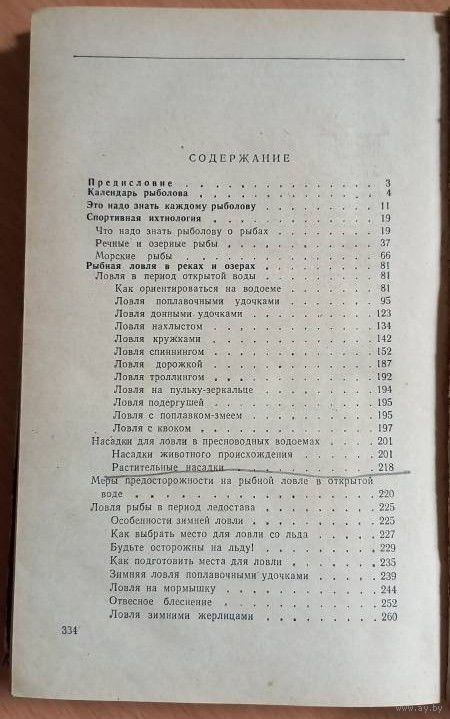 СОДЕРЖАНИЕ
Предисловие . . . . . . . . . . . . . . 3
Календарь рыболова . . . . . . . . . . . . 4
Это надо знать каждому рыболову . . . . . . . . 11
Спортивная ихтиология . . . . . . . . . . . 19
Что надо знать рыболову о рыбах . . . . . . . 19
Речные и озерные рыбы . . . . . . . . . . 37
Морские рыбы . . . . . . . . . . . . . 66
Рыбная ловля в реках и озерах . . . . . . . . 81
Ловля в период открытой воды . . . . . . . . 81
Как ориентироваться на водоеме . . . . . . 81
Ловля поплавочными удочками . . . . . . . 95
Ловля донными удочками . . . . . . . . . 123
Ловля нахлыстом . . . . . . . . . . . 134
Ловля кружками . . . . . . . . . . . 142
Ловля спиннингом . . . . . . . . . . . 152
Ловля дорожкой . . . . . . . . . . . 187
Ловля троллингом . . . . . . . . . . . 192
Ловля на пульку-зеркальце . . . . . . . . 194
Ловля подергушей . . . . . . . . . . . 195
Ловля с поплавком-змеем . . . . . . . . . 195
Ловля с квоком . . . . . . . . . . . . 197
Насадки для ловли в пресноводных водоемах . . . . 201
Насадки животного происхождения . . . . . . 201
Растительные насадки . . . . . . . . . . 218
Меры предосторожности на рыбной ловле в открытой
воде . . . . . . . . . . . . . . . . 220
Ловля рыбы в период ледостава . . . . . . . . 225
Особенности зимней ловли . . . . . . . . . 225
Как выбрать место для ловли со льда . . . . . 227
Будьте осторожны на льду! . . . . . . . . 229
Как подготовить места для ловли . . . . . . 235
Зимняя ловля поплавочными удочками . . . . . 239
Ловля на мормышку . . . . . . . . . . . 244
Отвесное блеснение . . . . . . . . . . 252
Ловля зимними жерлицами . . . . . . . . . 260
334
www.ay.by